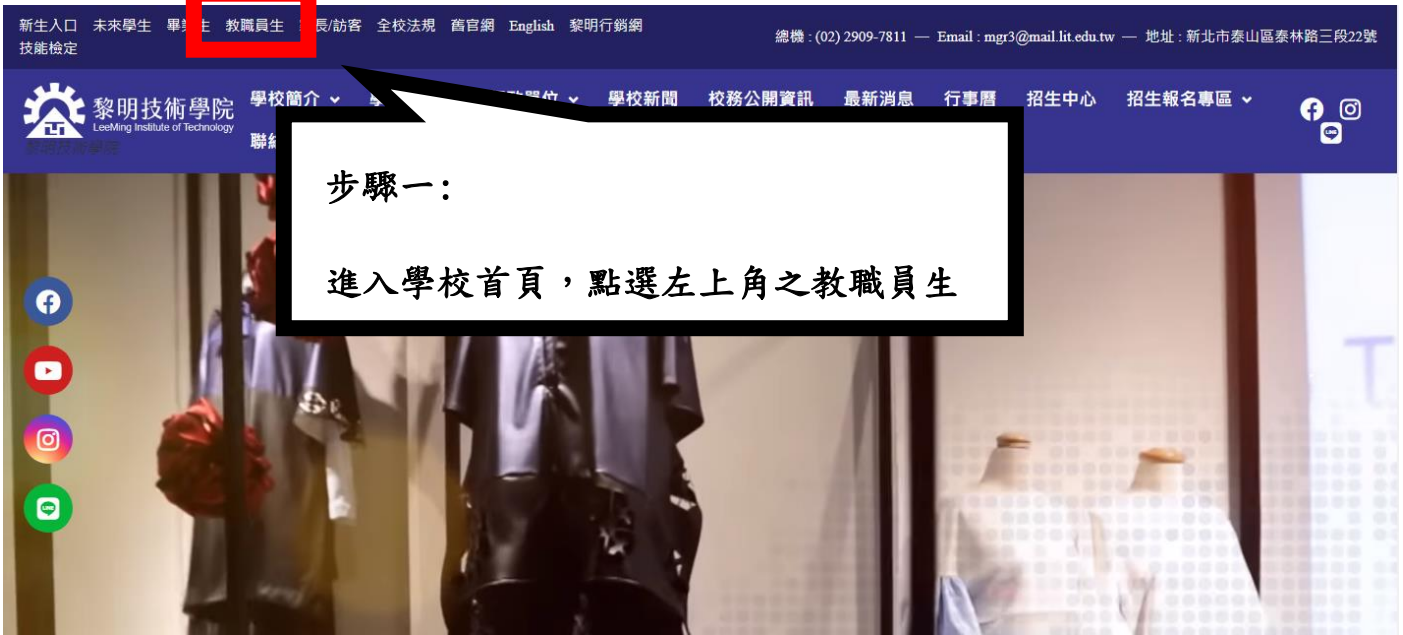 新生入口 未來學生 畢業生 教職員生 家長/訪客 全校法規 舊官網 English 黎明行銷網
技能檢定
總機 : (02) 2909-7811 — Email : mgr3@mail.lit.edu.tw — 地址 : 新北市泰山區泰林路三段22號
黎明技術學院
LeeMing Institute of Technology
黎明技術學院
學校簡介 學校新聞 校務公開資訊 最新消息 行事曆 招生中心 招生報名專區
步驟一:
進入學校首頁，點選左上角之教職員生
T